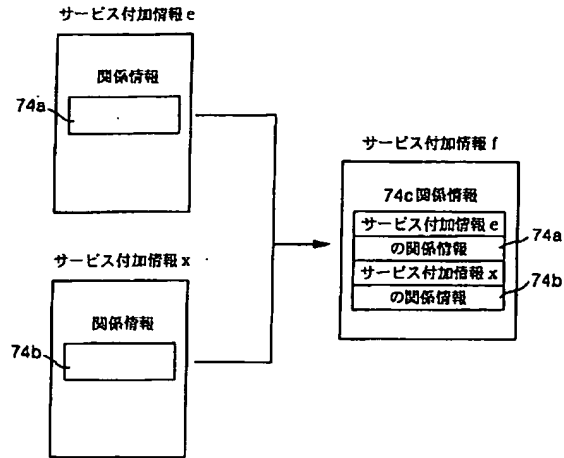 サービス付加情報 e
関係情報
74a
サービス付加情報 x
関係情報
74b
サービス付加情報 f
74c 関係情報
サービス付加情報 e
の関係情報
74a
サービス付加情報 x
の関係情報
74b